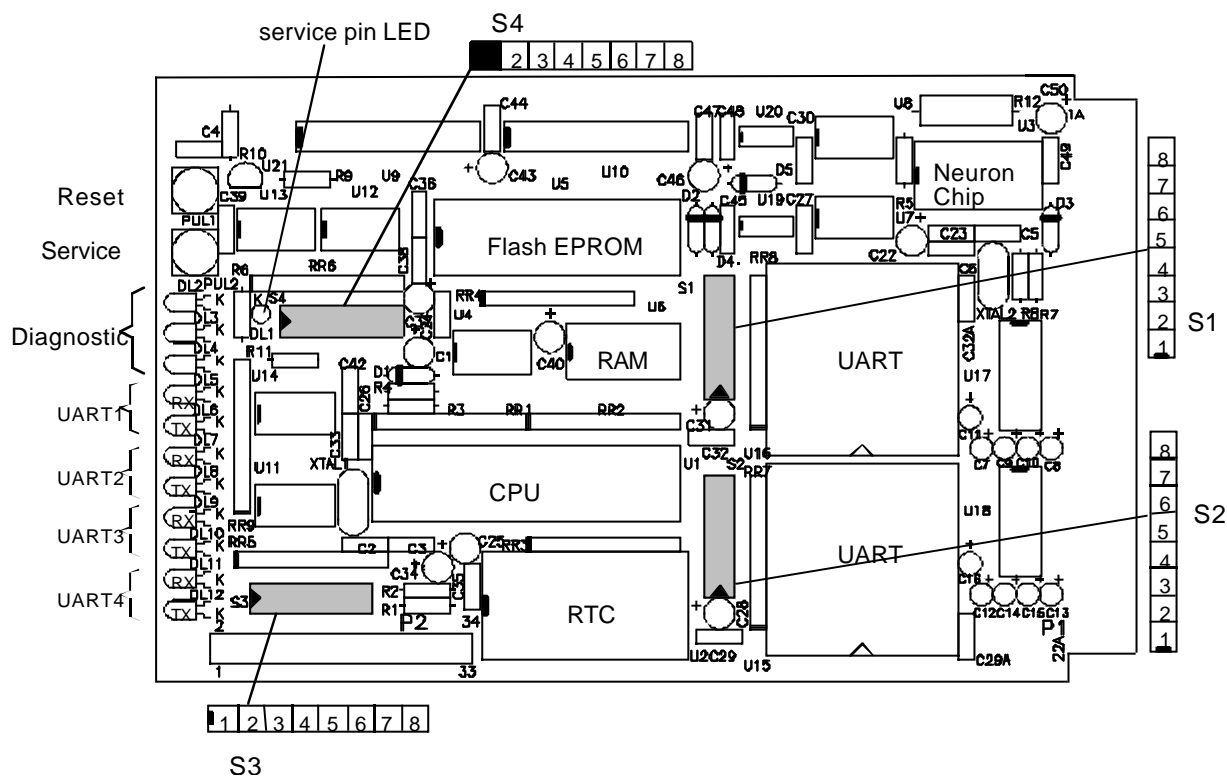 S4
service pin LED
2 3 4 5 6 7 8
C44
C47 C48 U20 C30
U8 R12 C50
1A
U3
C4
R10
U21
U13
R9
U12
U9
C36
C43
U5
U10
C46
D5
C49
Neuron
Chip
8
7
6
5
4
3
2
1
S1
Reset
PUL1
C39
Service
Flash EPROM
D2
C45
U19
C27
R5
U7
D3
C23 C5
C22
C38
D4
RR8
C6
DL2 PUL2 R6
RR6
K S4
DL1
RR4
U6
S1
XTAL2 R8 R7
Diagnostic
DL3
K
DL4
K
DL5
K
C24
U4
C1
C40
RAM
UART
C32A
U17
R11
U14
C42
D1
R4
C26
UART1
RX
DL6
K
TX
DL7
K
R3 RR1 RR2
C31
C32
C33
C11
C7 C9 C10 C8
U16
S2
RR7
8
7
6
5
4
3
2
1
S2
UART2
RX
DL8
K
TX
DL9
K
U11
XTAL1
CPU
U1
U18
UART
UART3
RX
DL10
K
TX
DL11
K
RR9
RR5
C2 C3
C25
RR3
C34
C35
C16
C12 C14 C15 C13
UART4
RX
DL12
K
TX
K
S3
R2
R1
P2
34
RTC
C28
P1
22A
2
1
33
U2 C29
U15
C29A
1 2 3 4 5 6 7 8
S3